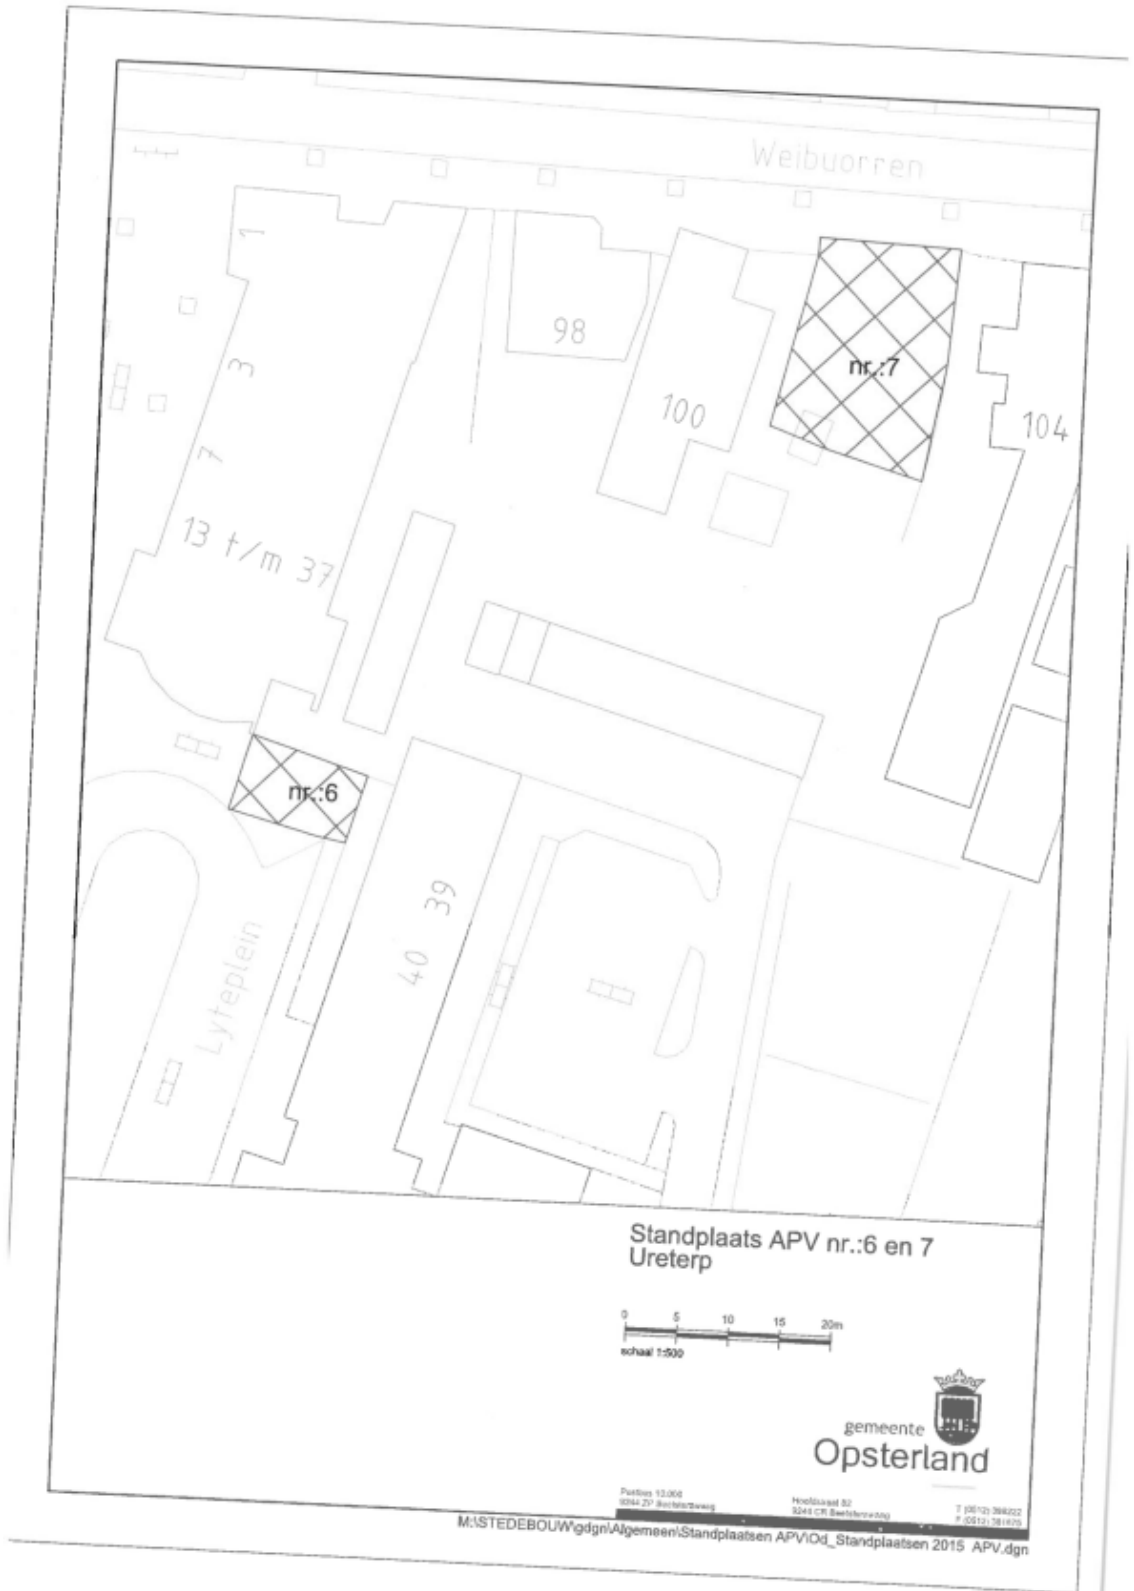 Weibuorren
1
98
3
nr.:7
100
104
7
13 t/m 37
nr.:6
39
40
Lyteplein
Standplaats APV nr.:6 en 7
Ureterp
0 5 10 15 20m
schaal 1:500
gemeente
Opsterland
M:\STEDEBOUW\gdgn\Algemeen\Standplaatsen APV\Od_Standplaatsen 2015 APV.dgn